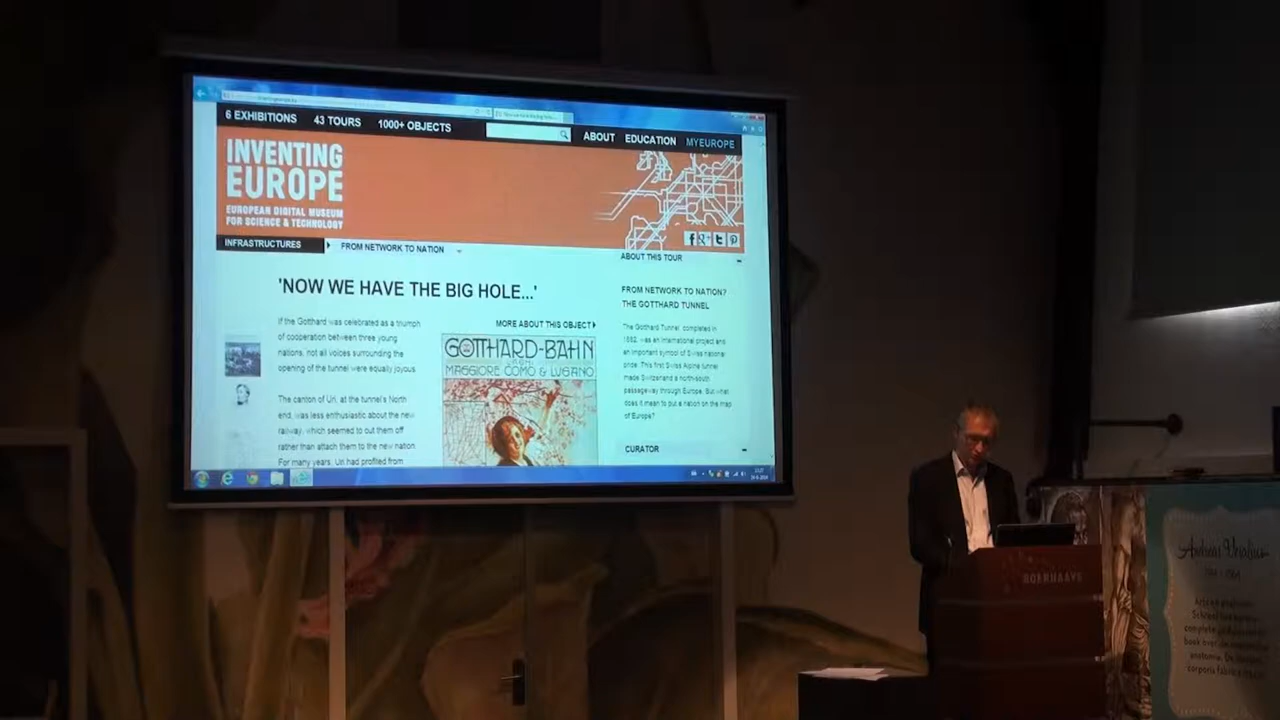 6 EXHIBITIONS 43 TOURS 1000+ OBJECTS ABOUT EDUCATION MYEUROPE
INVENTING
EUROPE
EUROPEAN DIGITAL MUSEUM
FOR SCIENCE & TECHNOLOGY
INFRASTRUCTURES FROM NETWORK TO NATION
'NOW WE HAVE THE BIG HOLE...'
If the Gotthard was celebrated as a triumph
of cooperation between three young
nations, not all voices surrounding the
opening of the tunnel were equally joyous.
The canton of Uri, at the tunnel's North
end, was less enthusiastic about the new
railway, which seemed to cut them off
rather than attach them to the new nation.
For many years, Uri had profited from
MORE ABOUT THIS OBJECT
GOTTHARD-BAHN
MAGGIORE COMO & LUGANO
ABOUT THIS TOUR
FROM NETWORK TO NATION?
THE GOTTHARD TUNNEL
The Gotthard Tunnel, completed in
1882, was an international project and
an important symbol of Swiss national
pride. This first Swiss Alpine tunnel
made Switzerland a north-south
passageway through Europe. But what
does it mean to put a nation on the map
of Europe?
CURATOR
BOERHAAVE
Andreas Vesalius